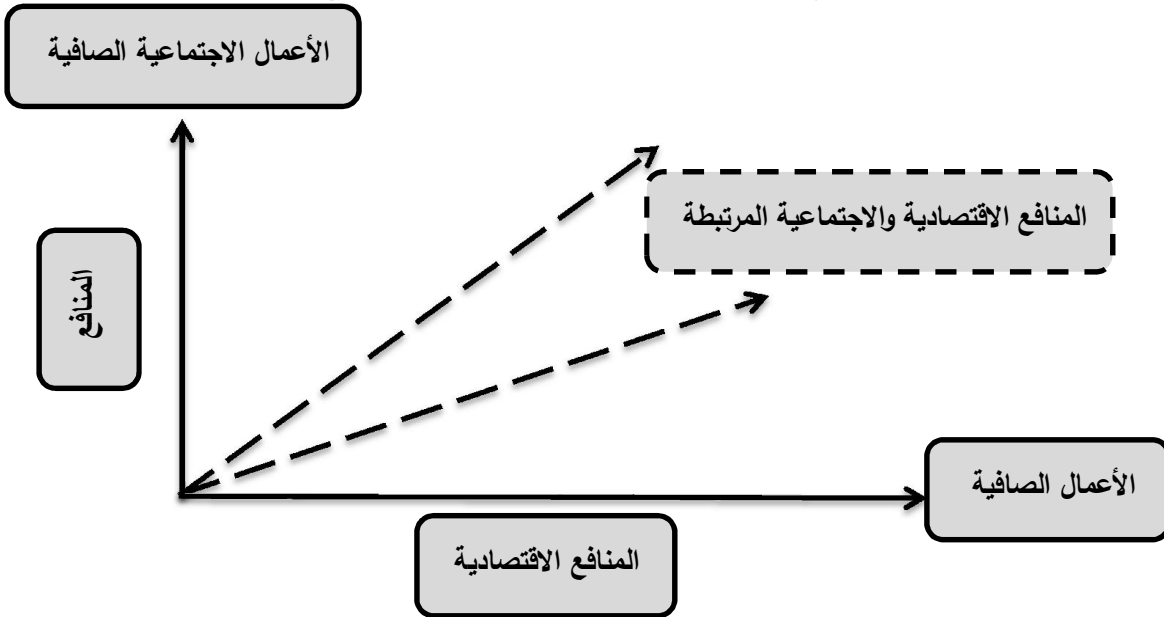 الأعمال الاجتماعية الصافية
المنافع الاقتصادية والاجتماعية المرتبطة
المنافع
الأعمال الصافية
المنافع الاقتصادية